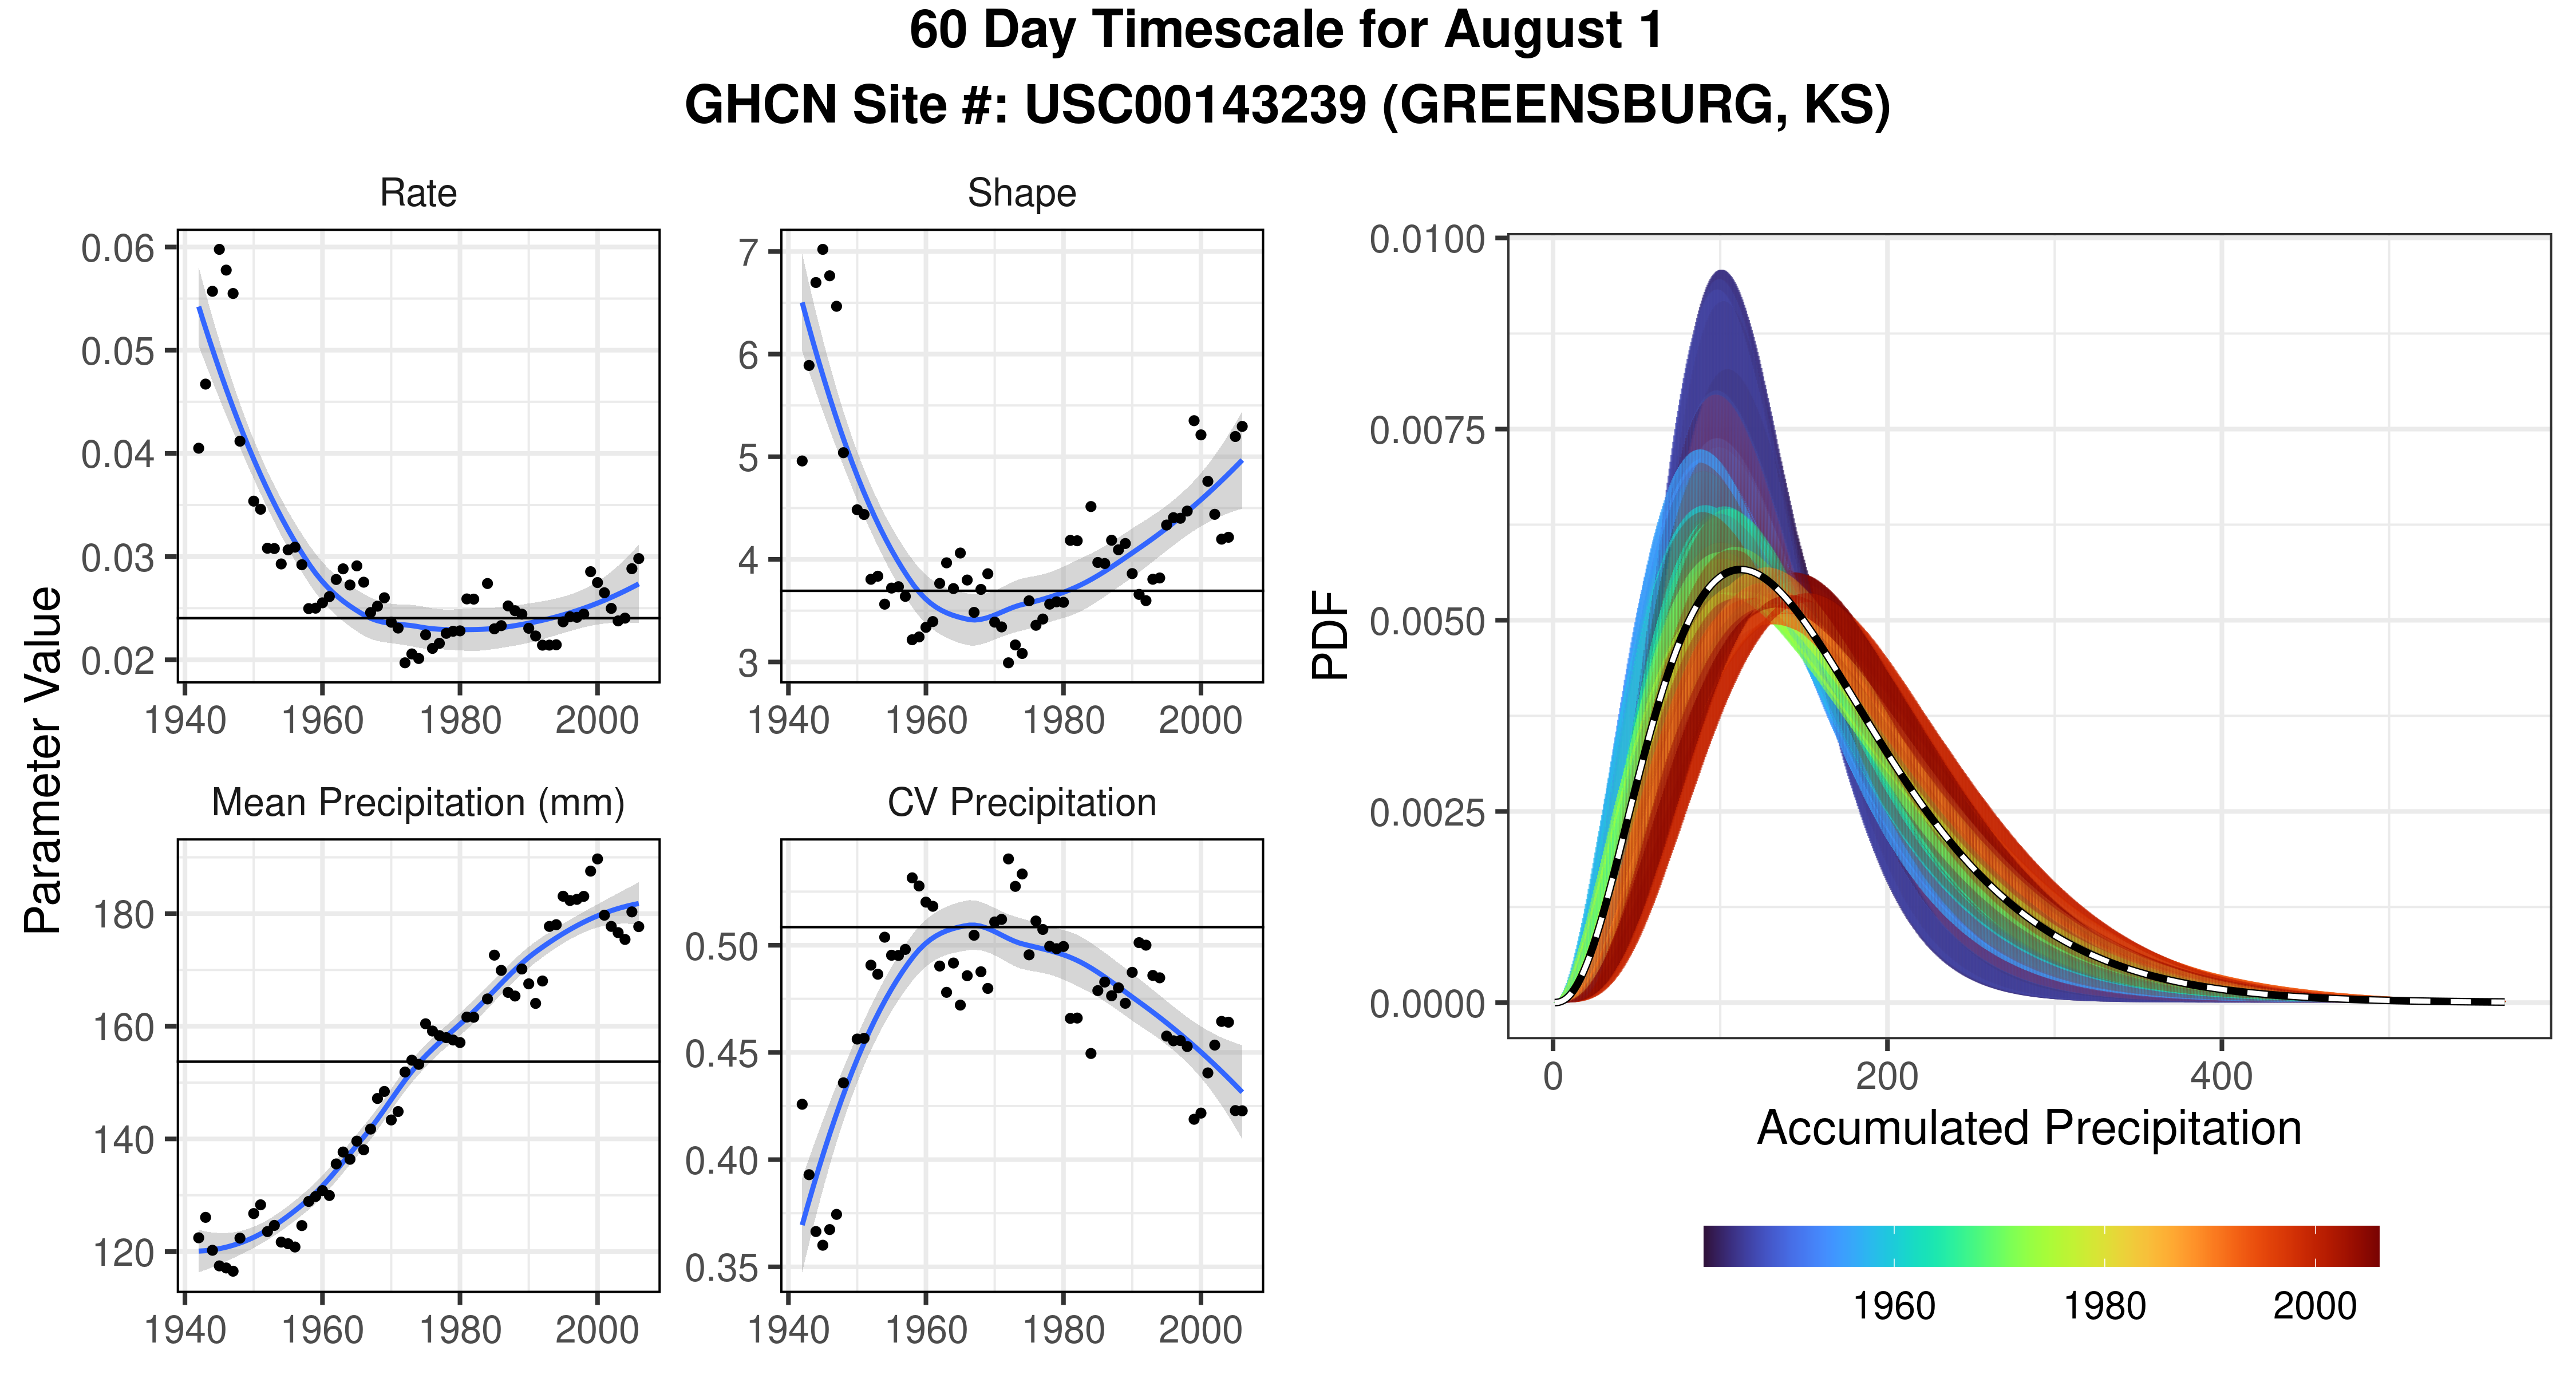 60 Day Timescale for August 1
GHCN Site #: USC00143239 (GREENSBURG, KS)
Rate
0.06
0.05
0.04
0.03
0.02
1940 1960 1980 2000
Shape
7
6
5
4
3
1940 1960 1980 2000
Parameter Value
Mean Precipitation (mm)
180
160
140
120
1940 1960 1980 2000
CV Precipitation
0.50
0.45
0.40
0.35
1940 1960 1980 2000
PDF
0.0100
0.0075
0.0050
0.0025
0.0000
0 200 400
Accumulated Precipitation
1960 1980 2000